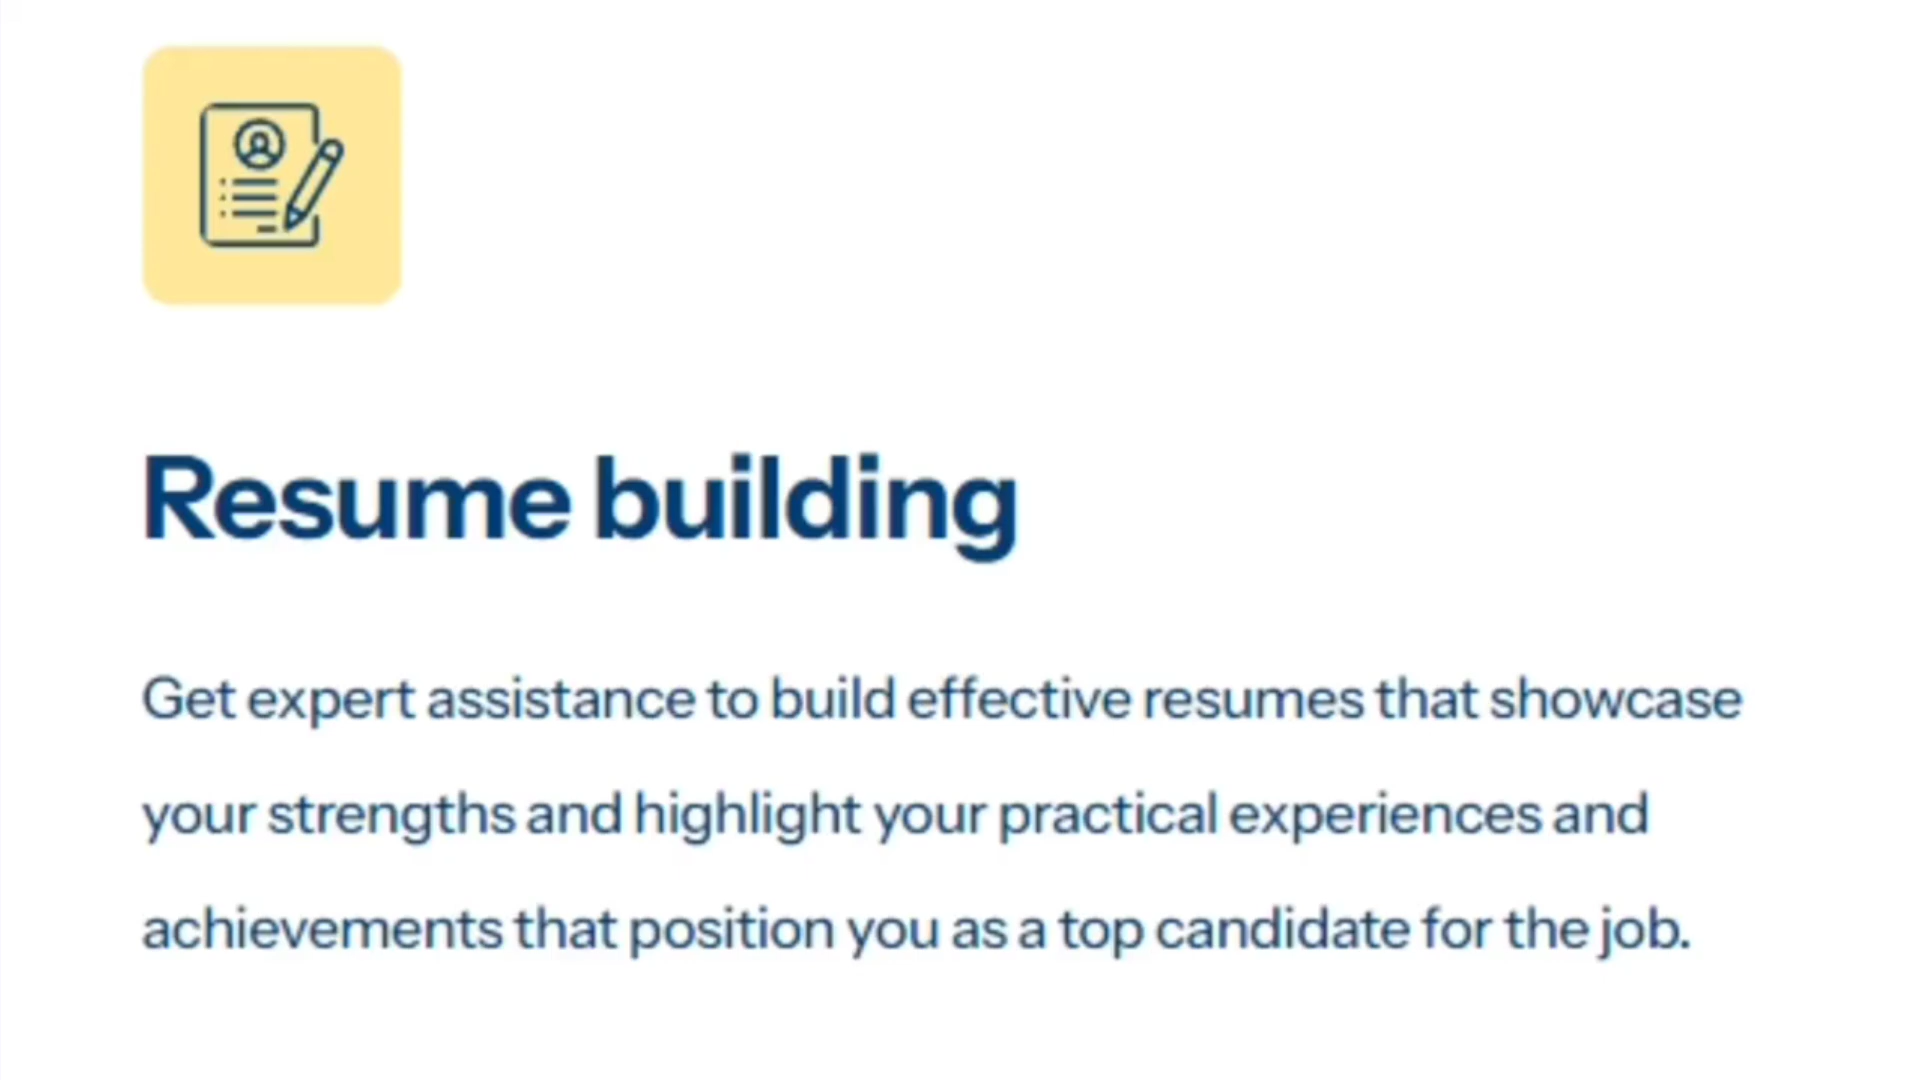 Resume building
Get expert assistance to build effective resumes that showcase
your strengths and highlight your practical experiences and
achievements that position you as a top candidate for the job.